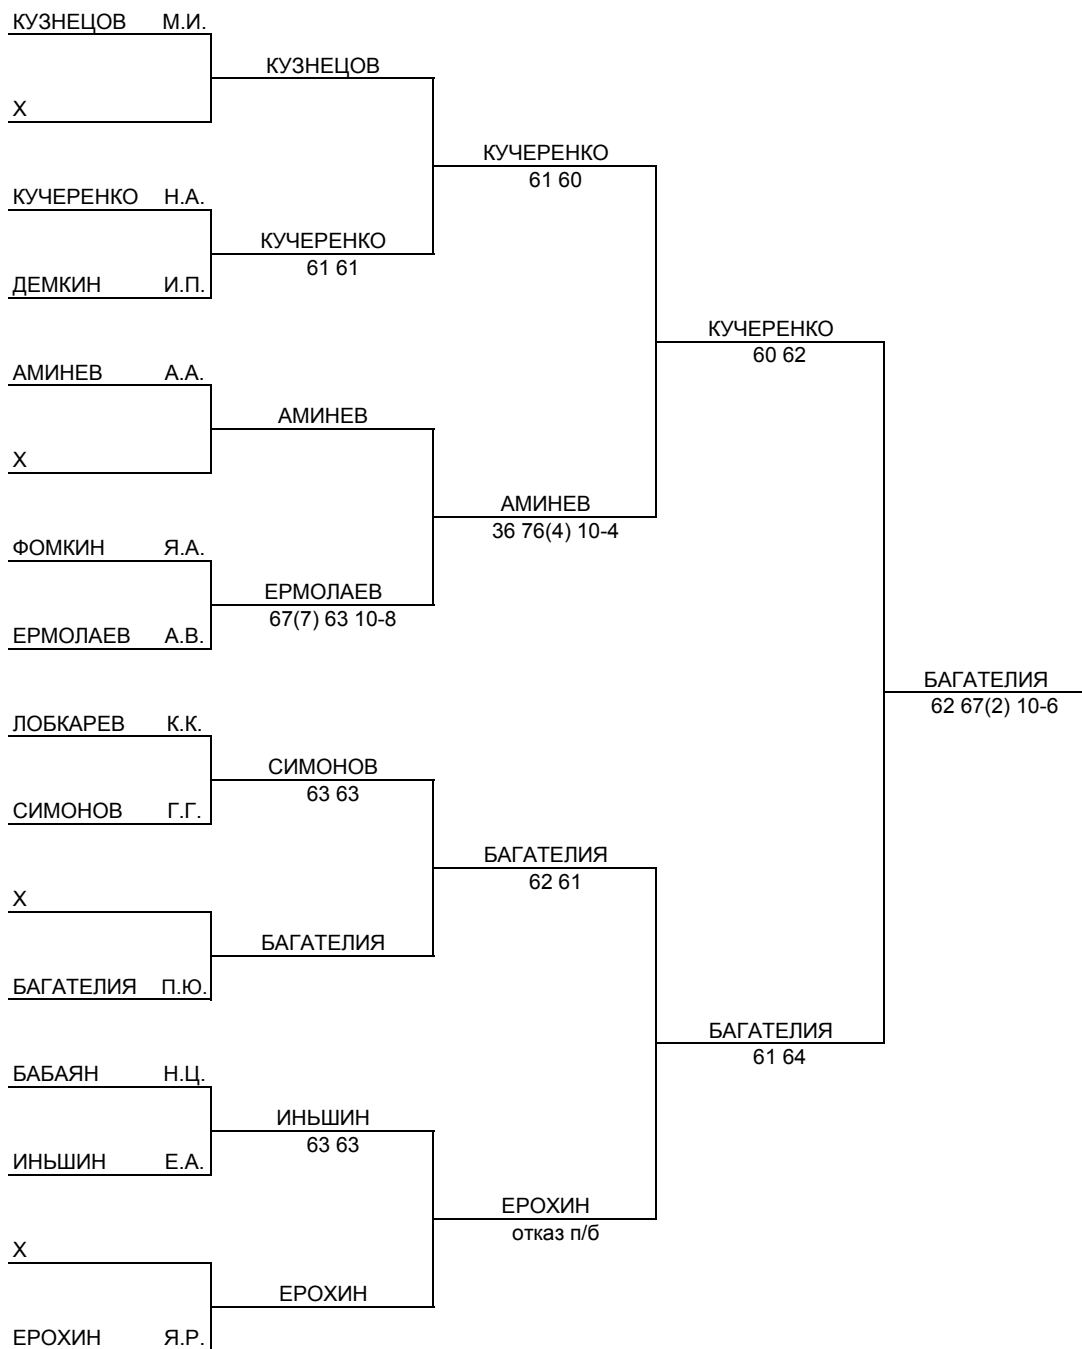 КУЗНЕЦОВ М.И.
КУЗНЕЦОВ
Х
КУЧЕРЕНКО
61 60
КУЧЕРЕНКО Н.А.
КУЧЕРЕНКО
61 61
ДЕМКИН И.П.
КУЧЕРЕНКО
60 62
АМИНЕВ А.А.
АМИНЕВ
Х
АМИНЕВ
36 76(4) 10-4
ФОМКИН Я.А.
ЕРМОЛАЕВ
67(7) 63 10-8
ЕРМОЛАЕВ А.В.
БАГАТЕЛИЯ
62 67(2) 10-6
ЛОБКАРЕВ К.К.
СИМОНОВ
63 63
СИМОНОВ Г.Г.
БАГАТЕЛИЯ
62 61
Х
БАГАТЕЛИЯ
БАГАТЕЛИЯ П.Ю.
БАГАТЕЛИЯ
61 64
БАБАЯН Н.Ц.
ИНЬШИН
63 63
ИНЬШИН Е.А.
ЕРОХИН
отказ п/б
Х
ЕРОХИН
ЕРОХИН Я.Р.